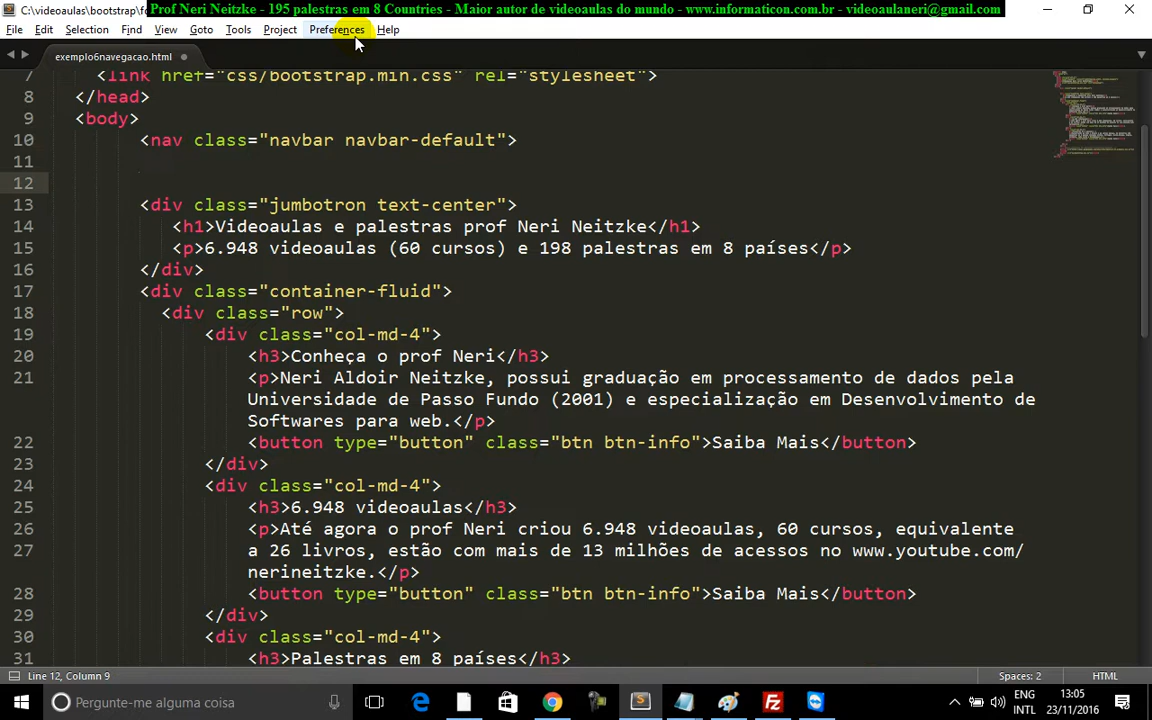 C:\videoaulas\bootstrap\fo
Prof Neri Neitzke - 195 palestras em 8 Countries - Maior autor de videoaulas do mundo - www.informaticon.com.br - videoaulaneri@gmail.com
File Edit Selection Find View Goto Tools Project Preferences Help
exemplo6navegacao.html
7 <link href="css/bootstrap.min.css" rel="stylesheet">
8 </head>
9 <body>
10 <nav class="navbar navbar-default">
11
12
13 <div class="jumbotron text-center">
14 <h1>Videoaulas e palestras prof Neri Neitzke</h1>
15 <p>6.948 videoaulas (60 cursos) e 198 palestras em 8 países</p>
16 </div>
17 <div class="container-fluid">
18 <div class="row">
19 <div class="col-md-4">
20 <h3>Conheça o prof Neri</h3>
21 <p>Neri Aldoir Neitzke, possui graduação em processamento de dados pela
Universidade de Passo Fundo (2001) e especialização em Desenvolvimento de
Softwares para web.</p>
22 <button type="button" class="btn btn-info">Saiba Mais</button>
23 </div>
24 <div class="col-md-4">
25 <h3>6.948 videoaulas</h3>
26 <p>Até agora o prof Neri criou 6.948 videoaulas, 60 cursos, equivalente
27 a 26 livros, estão com mais de 13 milhões de acessos no www.youtube.com/
nerineitzke.</p>
28 <button type="button" class="btn btn-info">Saiba Mais</button>
29 </div>
30 <div class="col-md-4">
31 <h3>Palestras em 8 países</h3>
Line 12, Column 9 Spaces: 2 HTML
Pergunte-me alguma coisa ENG INTL 13:05 23/11/2016